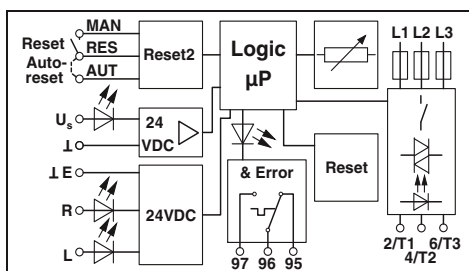 MAN L1 L2 L3
Reset RES Reset2 Logic
Auto- µP
reset AUT
Us 24
⊥ VDC
⊥ E & Error Reset
R 24VDC
L 2/T1 6/T3
97 96 95 4/T2